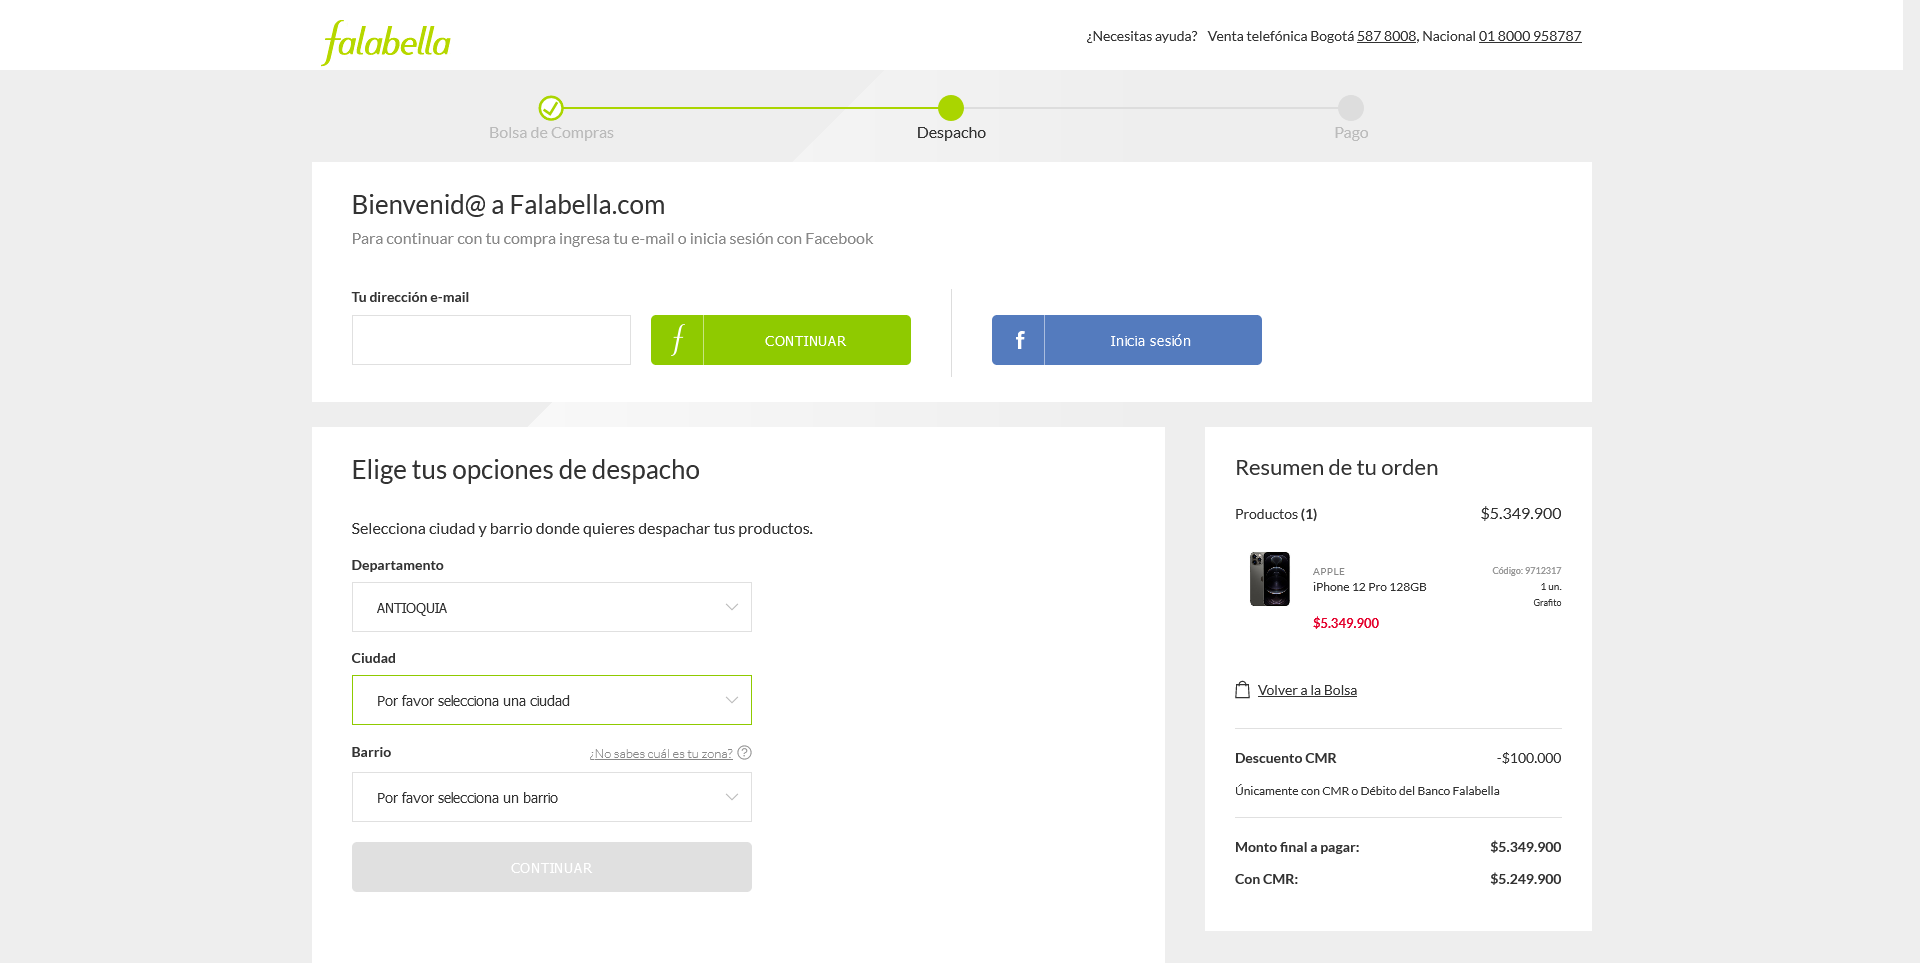 falabella
¿Necesitas ayuda? Venta telefónica Bogotá 587 8008, Nacional 01 8000 958787
Bolsa de Compras
Despacho
Pago
Bienvenid@ a Falabella.com
Para continuar con tu compra ingresa tu e-mail o inicia sesión con Facebook
Tu dirección e-mail
f CONTINUAR
f Inicia sesión
Elige tus opciones de despacho
Selecciona ciudad y barrio donde quieres despachar tus productos.
Departamento
ANTIOQUIA
Ciudad
Por favor selecciona una ciudad
Barrio
¿No sabes cuál es tu zona? ?
Por favor selecciona un barrio
CONTINUAR
Resumen de tu orden
Productos (1) $5.349.900
APPLE
iPhone 12 Pro 128GB
$5.349.900
Código: 9712317
1 un.
Grafito
Volver a la Bolsa
Descuento CMR -$100.000
Únicamente con CMR o Débito del Banco Falabella
Monto final a pagar: $5.349.900
Con CMR: $5.249.900